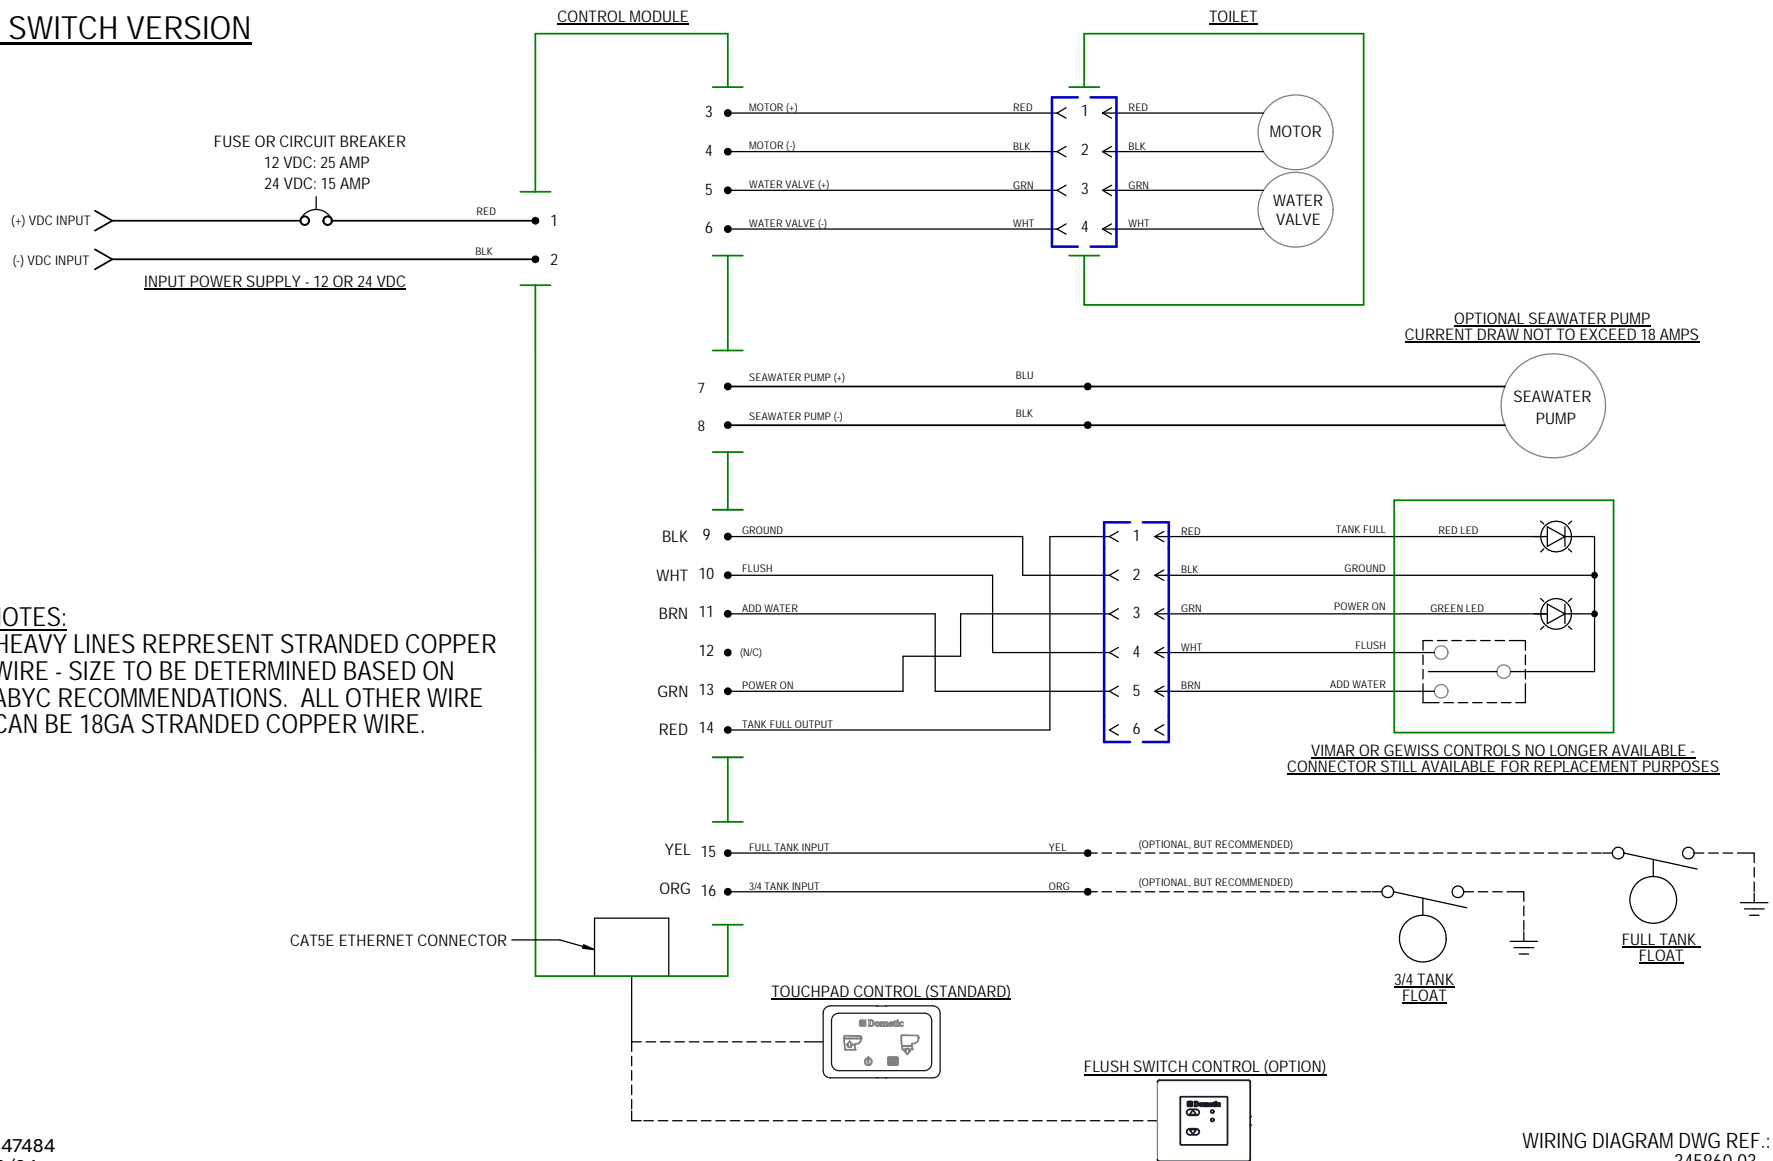 SWITCH VERSION
CONTROL MODULE
TOILET
FUSE OR CIRCUIT BREAKER
12 VDC: 25 AMP
24 VDC: 15 AMP
(+) VDC INPUT
RED
1
(-) VDC INPUT
BLK
2
INPUT POWER SUPPLY - 12 OR 24 VDC
3 MOTOR (+) RED 1 RED
4 MOTOR (-) BLK 2 BLK
MOTOR
5 WATER VALVE (+) GRN 3 GRN
6 WATER VALVE (-) WHT 4 WHT
WATER
VALVE
OPTIONAL SEAWATER PUMP
CURRENT DRAW NOT TO EXCEED 18 AMPS
7 SEAWATER PUMP (+) BLU
8 SEAWATER PUMP (-) BLK
SEAWATER
PUMP
BLK 9 GROUND 1 RED TANK FULL RED LED
WHT 10 FLUSH 2 BLK GROUND
BRN 11 ADD WATER 3 GRN POWER ON GREEN LED
12 (N/C) 4 WHT FLUSH
GRN 13 POWER ON 5 BRN ADD WATER
RED 14 TANK FULL OUTPUT 6
VIMAR OR GEWISS CONTROLS NO LONGER AVAILABLE -
CONNECTOR STILL AVAILABLE FOR REPLACEMENT PURPOSES
NOTES:
HEAVY LINES REPRESENT STRANDED COPPER
WIRE - SIZE TO BE DETERMINED BASED ON
ABYC RECOMMENDATIONS. ALL OTHER WIRE
CAN BE 18GA STRANDED COPPER WIRE.
YEL 15 FULL TANK INPUT YEL (OPTIONAL, BUT RECOMMENDED)
ORG 16 3/4 TANK INPUT ORG (OPTIONAL, BUT RECOMMENDED)
FULL TANK
FLOAT
3/4 TANK
FLOAT
CAT5E ETHERNET CONNECTOR
TOUCHPAD CONTROL (STANDARD)
Dometic
FLUSH SWITCH CONTROL (OPTION)
Dometic
47484
WIRING DIAGRAM DWG REF.: